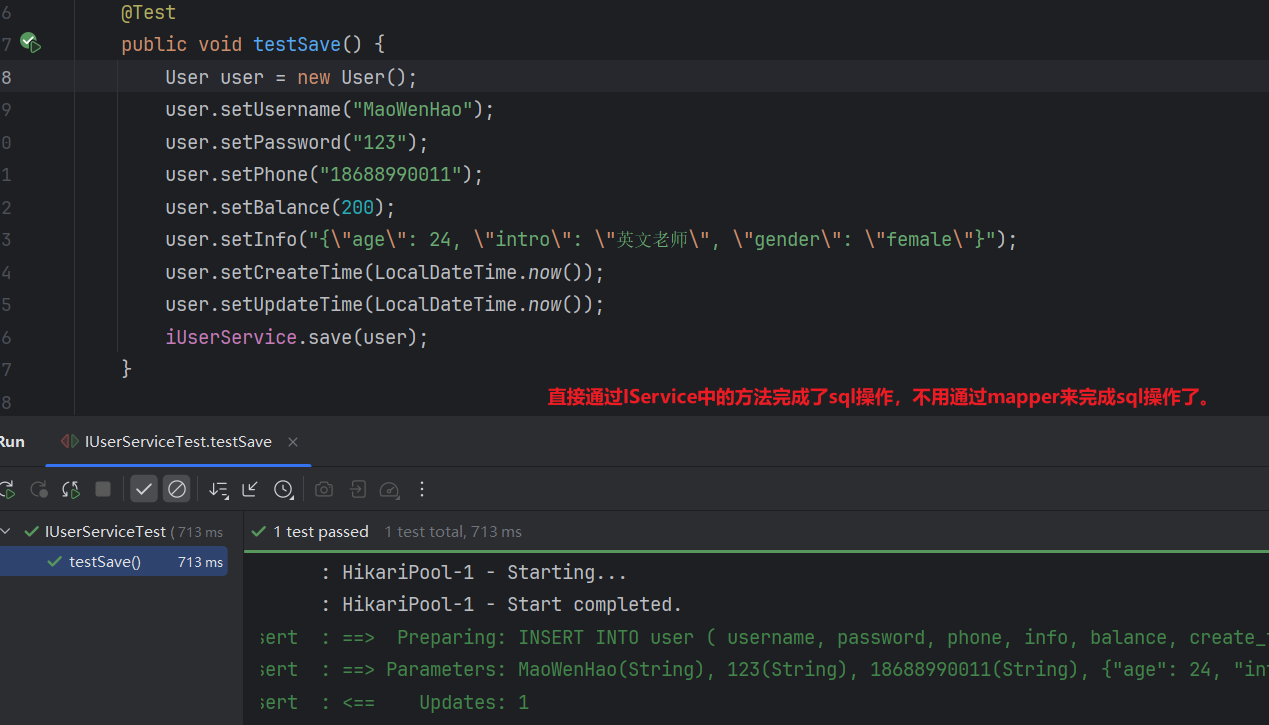 6 @Test
7 public void testSave() {
8 User user = new User();
9 user.setUsername("MaoWenHao");
0 user.setPassword("123");
1 user.setPhone("18688990011");
2 user.setBalance(200);
3 user.setInfo("{\"age\": 24, \"intro\": \"英文老师\", \"gender\": \"female\"}");
4 user.setCreateTime(LocalDateTime.now());
5 user.setUpdateTime(LocalDateTime.now());
6 iUserService.save(user);
7 }
8
直接通过IService中的方法完成了sql操作，不用通过mapper来完成sql操作了。
Run IUserServiceTest.testSave
IUserServiceTest ( 713 ms
1 test passed 1 test total, 713 ms
testSave() 713 ms
: HikariPool-1 - Starting...
: HikariPool-1 - Start completed.
sert : ==> Preparing: INSERT INTO user ( username, password, phone, info, balance, create_
sert : ==> Parameters: MaoWenHao(String), 123(String), 18688990011(String), {"age": 24, "in
sert : <== Updates: 1